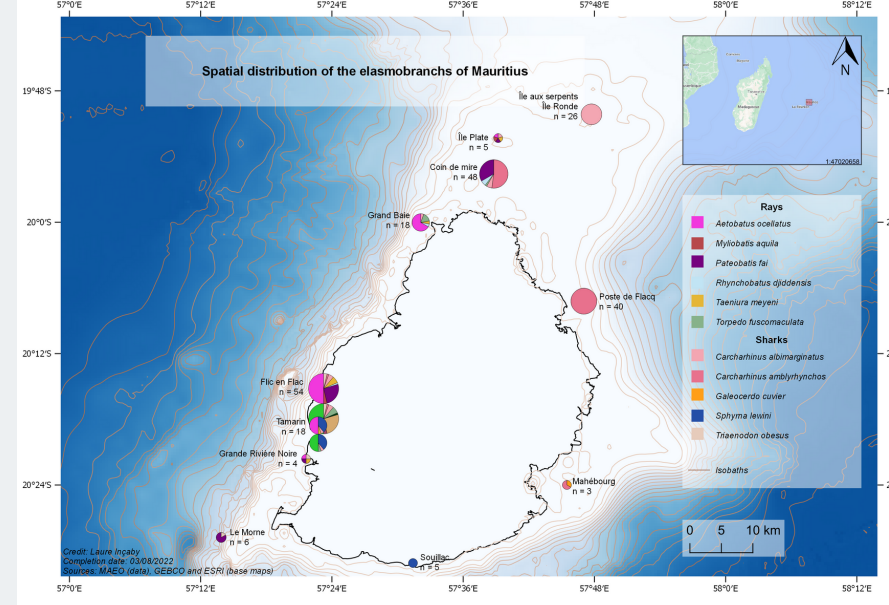 57°0'E 57°12'E 57°24'E 57°36'E 57°48'E 58°0'E 58°12'E
Spatial distribution of the elasmobranchs of Mauritius
N
1:47020658
19°48'S
20°0'S
20°12'S
20°24'S
Île aux serpents
Île Ronde
n = 26
Île Plate
n = 5
Coin de mire
n = 48
Grand Baie
n = 18
Poste de Flacq
n = 40
Flic en Flac
n = 54
Tamarin
n = 18
Grande Rivière Noire
n = 4
Mahébourg
n = 3
Le Morne
n = 6
Souillac
n = 5
Rays
Aetobatus ocellatus
Myliobatis aquila
Pateobatis fai
Rhynchobatus djiddensis
Taeniura meyeni
Torpedo fuscomaculata
Sharks
Carcharhinus albimarginatus
Carcharhinus amblyrhynchos
Galeocerdo cuvier
Sphyrna lewini
Triaenodon obesus
Isobaths
0 5 10 km
Credit: Laure Inçaby
Completion date: 03/08/2022
Sources: MAEO (data), GEBCO and ESRI (base maps)
57°0'E 57°12'E 57°24'E 57°36'E 57°48'E 58°0'E 58°12'E